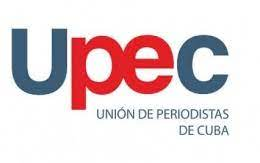 Upec
UNIÓN DE PERIODISTAS
DE CUBA